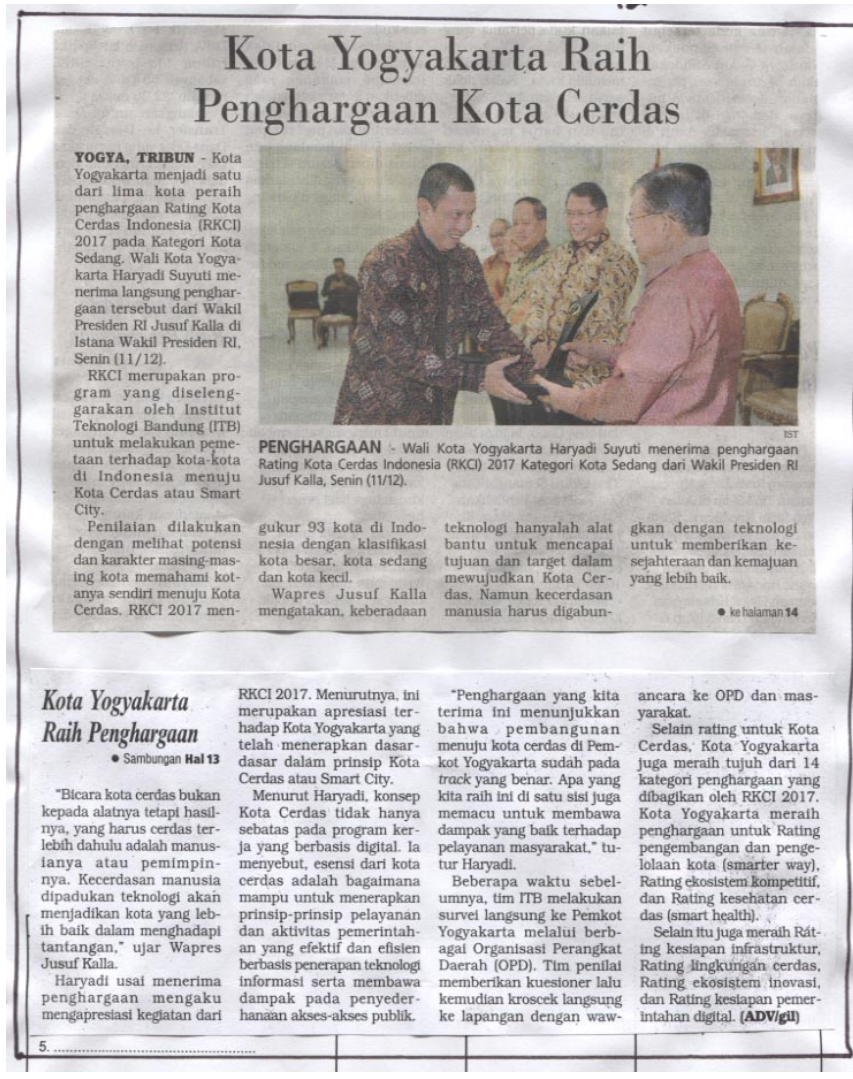 Kota Yogyakarta Raih
Penghargaan Kota Cerdas
YOGYA, TRIBUN - Kota
Yogyakarta menjadi satu
dari lima kota peraih
penghargaan Rating Kota
Cerdas Indonesia (RKCI)
2017 pada Kategori Kota
Sedang. Wali Kota Yogya-
karta Haryadi Suyuti me-
nerima langsung penghar-
gaan tersebut dari Wakil
Presiden RI Jusuf Kalla di
Istana Wakil Presiden RI,
Senin (11/12).
RKCI merupakan pro-
gram yang diseleng-
garakan oleh Institut
Teknologi Bandung (ITB)
untuk melakukan peme-
taan terhadap kota-kota
di Indonesia menuju
Kota Cerdas atau Smart
City.
Penilaian dilakukan
dengan melihat potensi
dan karakter masing-mas-
ing kota memahami kot-
anya sendiri menuju Kota
Cerdas. RKCI 2017 men-
IST
PENGHARGAAN - Wali Kota Yogyakarta Haryadi Suyuti menerima penghargaan
Rating Kota Cerdas Indonesia (RKCI) 2017 Kategori Kota Sedang dari Wakil Presiden RI
Jusuf Kalla, Senin (11/12).
gukur 93 kota di Indo-
nesia dengan klasifikasi
kota besar, kota sedang
dan kota kecil.
Wapres Jusuf Kalla
mengatakan, keberadaan
teknologi hanyalah alat
bantu untuk mencapai
tujuan dan target dalam
mewujudkan Kota Cer-
das. Namun kecerdasan
manusia harus digabun-
gkan dengan teknologi
untuk memberikan ke-
sejahteraan dan kemajuan
yang lebih baik.
● ke halaman 14
Kota Yogyakarta
Raih Penghargaan
● Sambungan Hal 13
"Bicara kota cerdas bukan
kepada alatnya tetapi hasil-
nya, yang harus cerdas ter-
lebih dahulu adalah manus-
ianya atau pemimpin-
nya. Kecerdasan manusia
dipadukan teknologi akan
menjadikan kota yang leb-
ih baik dalam menghadapi
tantangan," ujar Wapres
Jusuf Kalla.
Haryadi usai menerima
penghargaan mengaku
mengapresiasi kegiatan dari
RKCI 2017. Menurutnya, ini
merupakan apresiasi ter-
hadap Kota Yogyakarta yang
telah menerapkan dasar-
dasar dalam prinsip Kota
Cerdas atau Smart City.
Menurut Haryadi, konsep
Kota Cerdas tidak hanya
sebatas pada program ker-
ja yang berbasis digital. Ia
menyebut, esensi dari kota
cerdas adalah bagaimana
mampu untuk menerapkan
prinsip-prinsip pelayanan
dan aktivitas pemerintah-
an yang efektif dan efisien
berbasis penerapan teknologi
informasi serta membawa
dampak pada penyeder-
hanaan akses-akses publik.
"Penghargaan yang kita
terima ini menunjukkan
bahwa pembangunan
menuju kota cerdas di Pem-
kot Yogyakarta sudah pada
track yang benar. Apa yang
kita raih ini di satu sisi juga
memacu untuk membawa
dampak yang baik terhadap
pelayanan masyarakat," tu-
tur Haryadi.
Beberapa waktu sebel-
umnya, tim ITB melakukan
survei langsung ke Pemkot
Yogyakarta melalui berb-
agai Organisasi Perangkat
Daerah (OPD). Tim penilai
memberikan kuesioner lalu
kemudian kroscek langsung
ke lapangan dengan waw-
ancara ke OPD dan mas-
yarakat.
Selain rating untuk Kota
Cerdas, Kota Yogyakarta
juga meraih tujuh dari 14
kategori penghargaan yang
dibagikan oleh RKCI 2017.
Kota Yogyakarta meraih
penghargaan untuk Rating
pengembangan dan penge-
lolaan kota (smarter way),
Rating ekosistem kompetitif,
dan Rating kesehatan cer-
das (smart health).
Selain itu juga meraih Rat-
ing kesiapan infrastruktur,
Rating lingkungan cerdas,
Rating ekosistem inovasi,
dan Rating kesiapan pemer-
intahan digital. (ADV/gil)
5. ..........................................